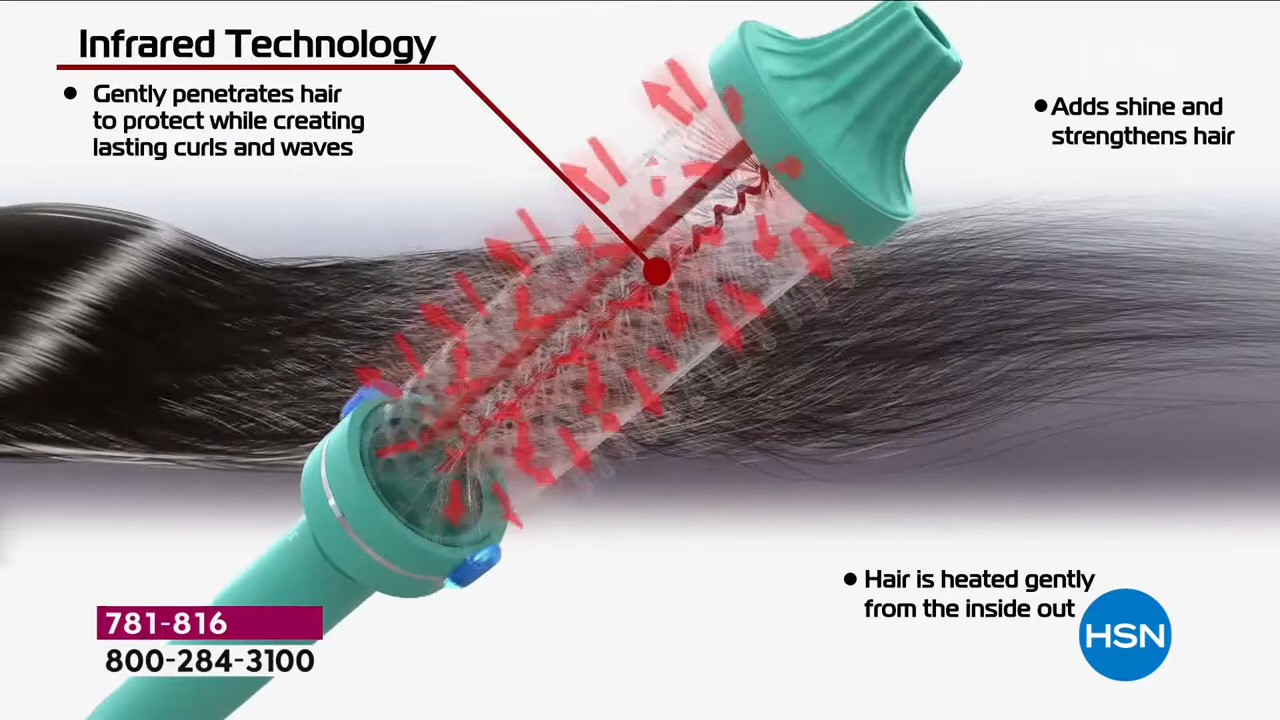 Infrared Technology
● Gently penetrates hair
to protect while creating
lasting curls and waves
● Adds shine and
strengthens hair
● Hair is heated gently
from the inside out
HSN
781-816
800-284-3100